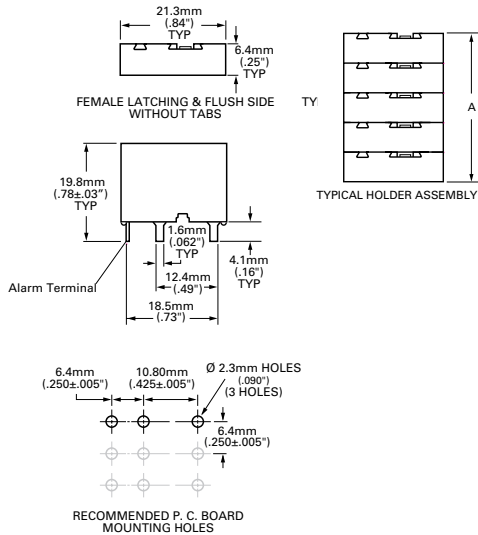 21.3mm
(.84")
TYP
6.4mm
(.25")
TYP
FEMALE LATCHING & FLUSH SIDE
WITHOUT TABS
TYI
A
TYPICAL HOLDER ASSEMBLY
19.8mm
(.78±.03")
TYP
1.6mm
(.062")
TYP
4.1mm
(.16")
TYP
Alarm Terminal
12.4mm
(.49")
18.5mm
(.73")
6.4mm
(.250±.005")
10.80mm
(.425±.005")
Ø 2.3mm HOLES
(.090")
(3 HOLES)
6.4mm
(.250±.005")
RECOMMENDED P. C. BOARD
MOUNTING HOLES